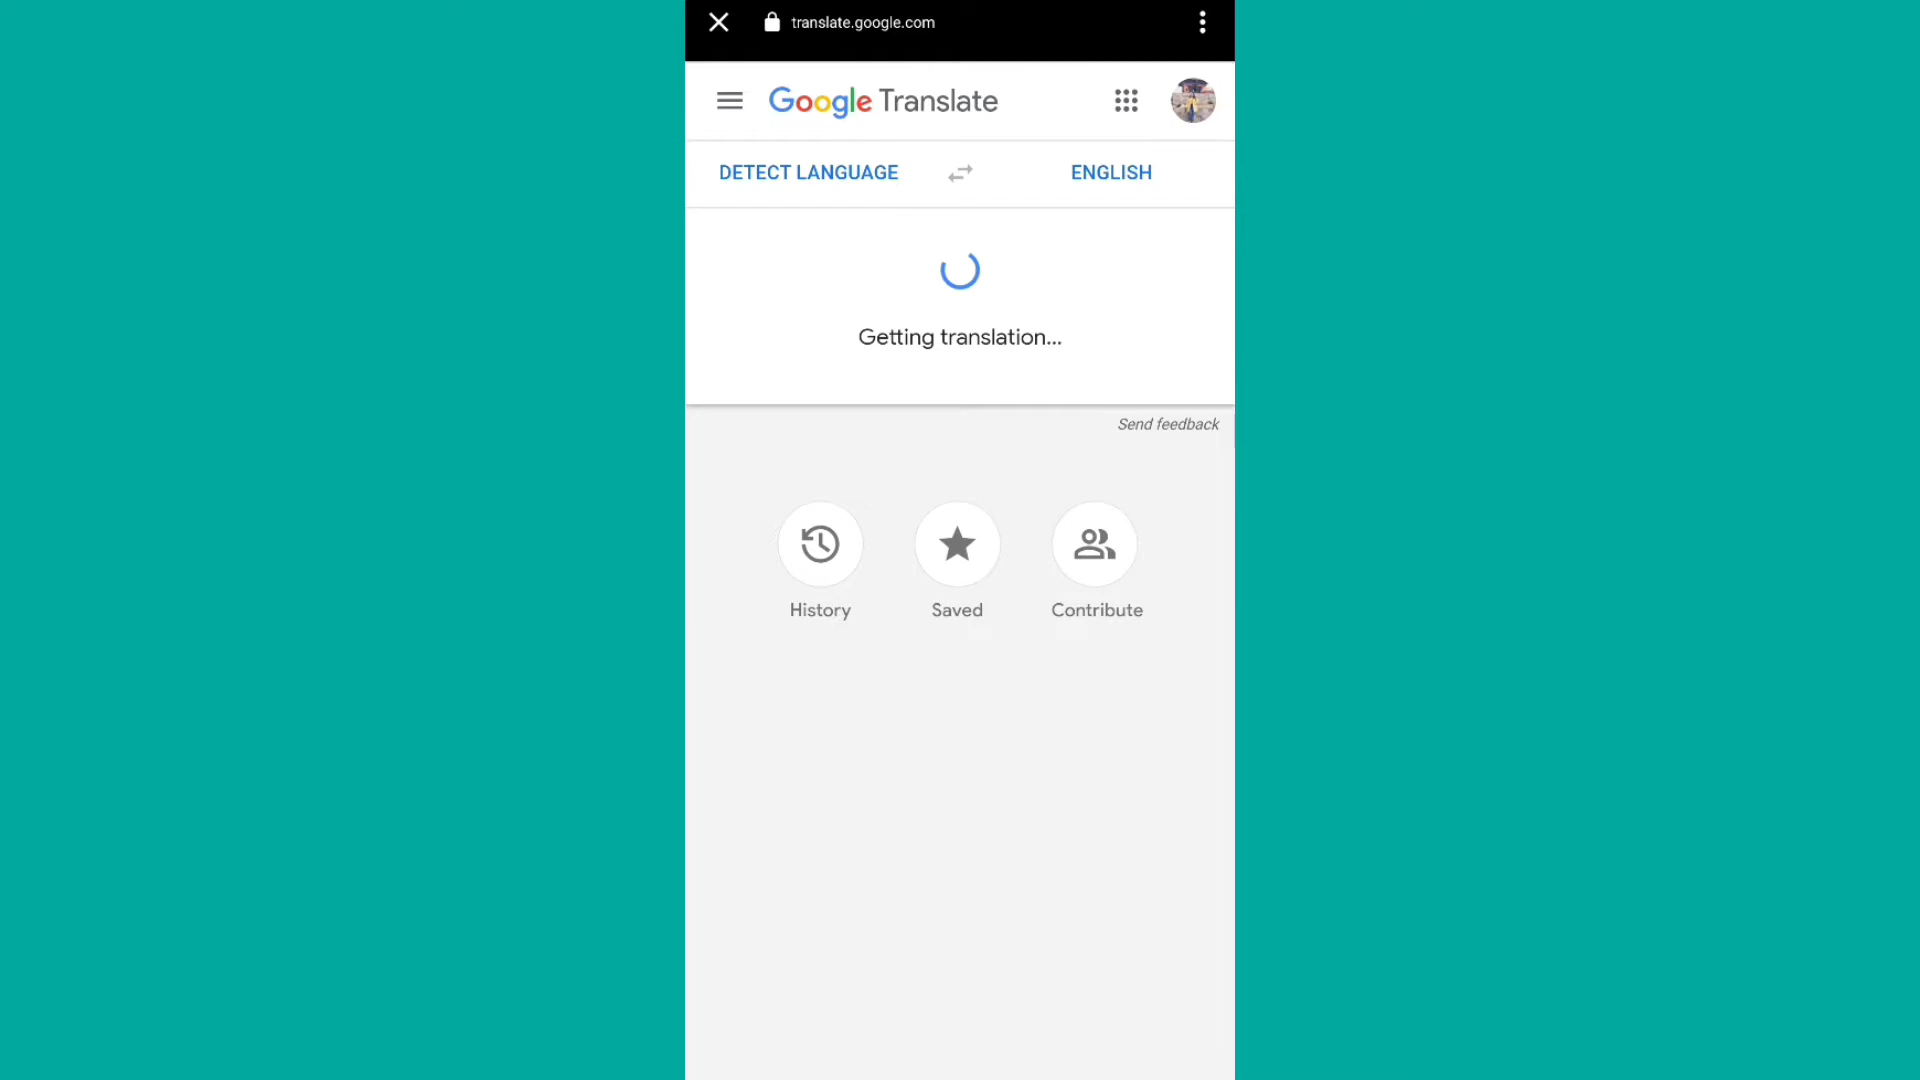 translate.google.com
Google Translate
DETECT LANGUAGE
ENGLISH
Getting translation...
Send feedback
History
Saved
Contribute